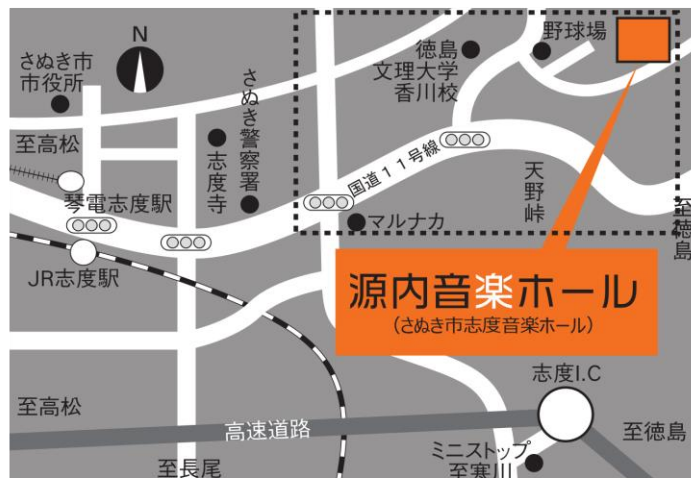 N
さぬき市
市役所
至高松
琴電志度駅
JR志度駅
志度寺
さぬき警察署
徳島
文理大学
香川校
野球場
国道11号線
マルナカ
天野峠
至徳島
源内音楽ホール
(さぬき市志度音楽ホール)
志度I.C
至高松
高速道路
至徳島
至長尾
ミニストップ
至寒川